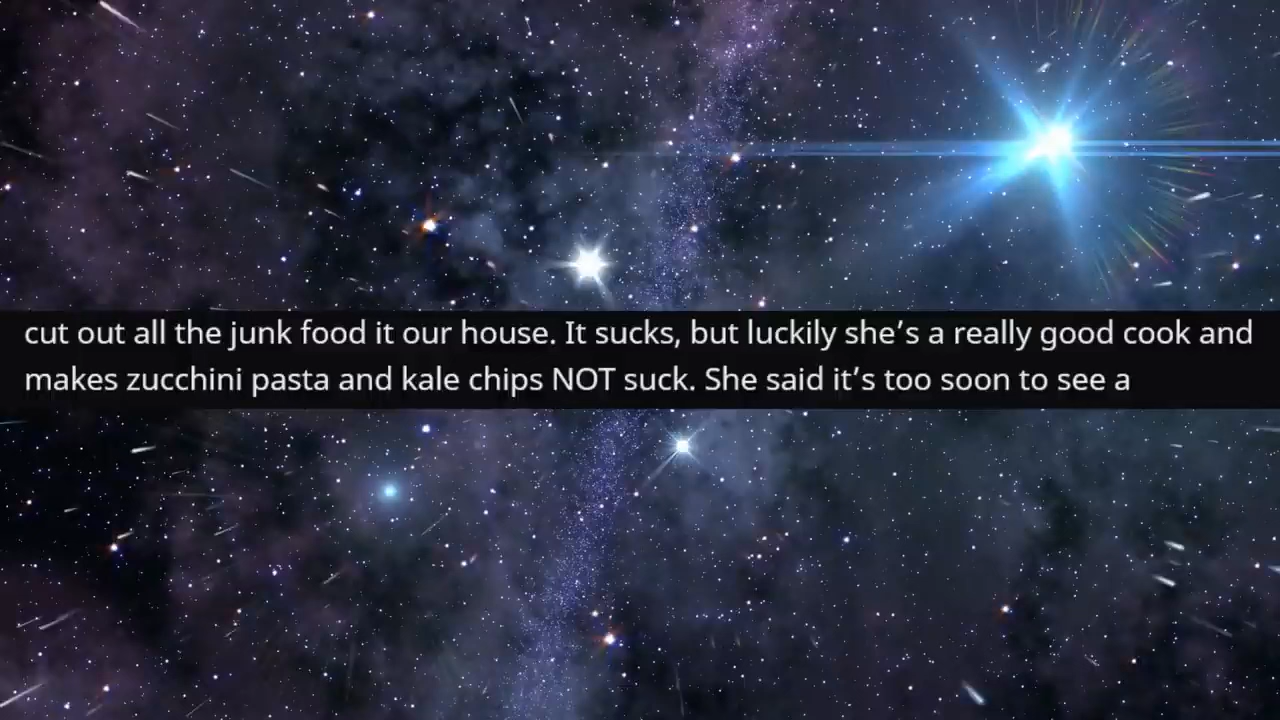 cut out all the junk food it our house. It sucks, but luckily she’s a really good cook and
makes zucchini pasta and kale chips NOT suck. She said it’s too soon to see a